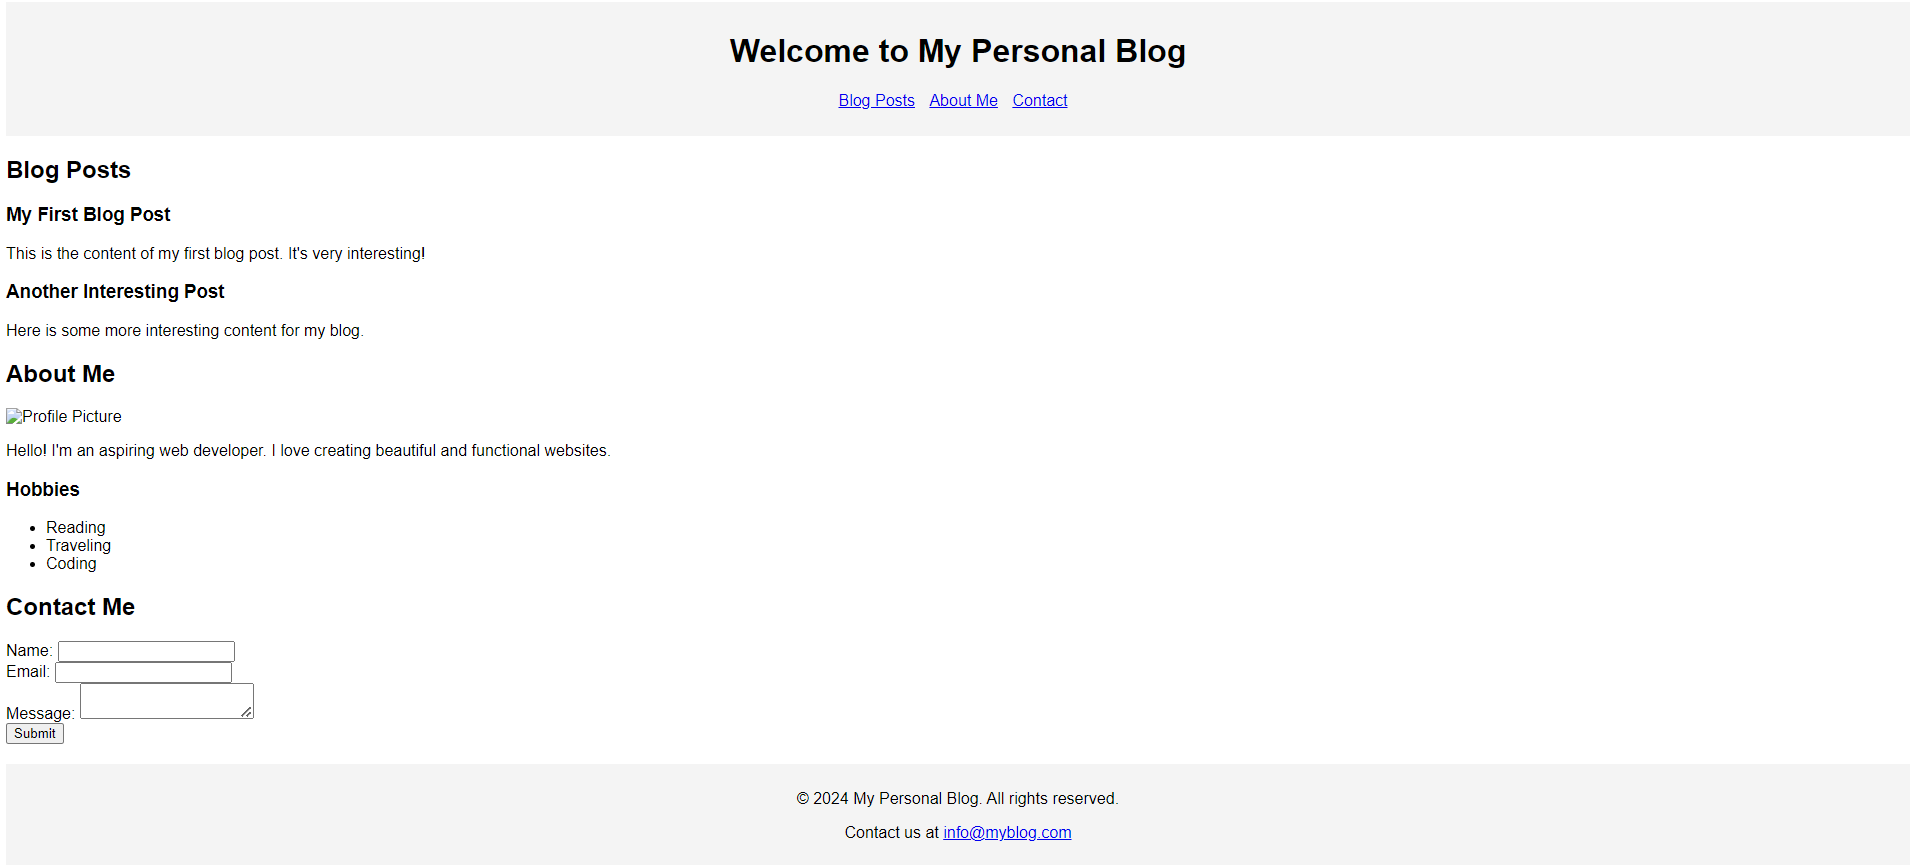 Welcome to My Personal Blog
Blog Posts About Me Contact
Blog Posts
My First Blog Post
This is the content of my first blog post. It's very interesting!
Another Interesting Post
Here is some more interesting content for my blog.
About Me
Profile Picture
Hello! I'm an aspiring web developer. I love creating beautiful and functional websites.
Hobbies
Reading
Traveling
Coding
Contact Me
Name:
Email:
Message:
Submit
© 2024 My Personal Blog. All rights reserved.
Contact us at info@myblog.com